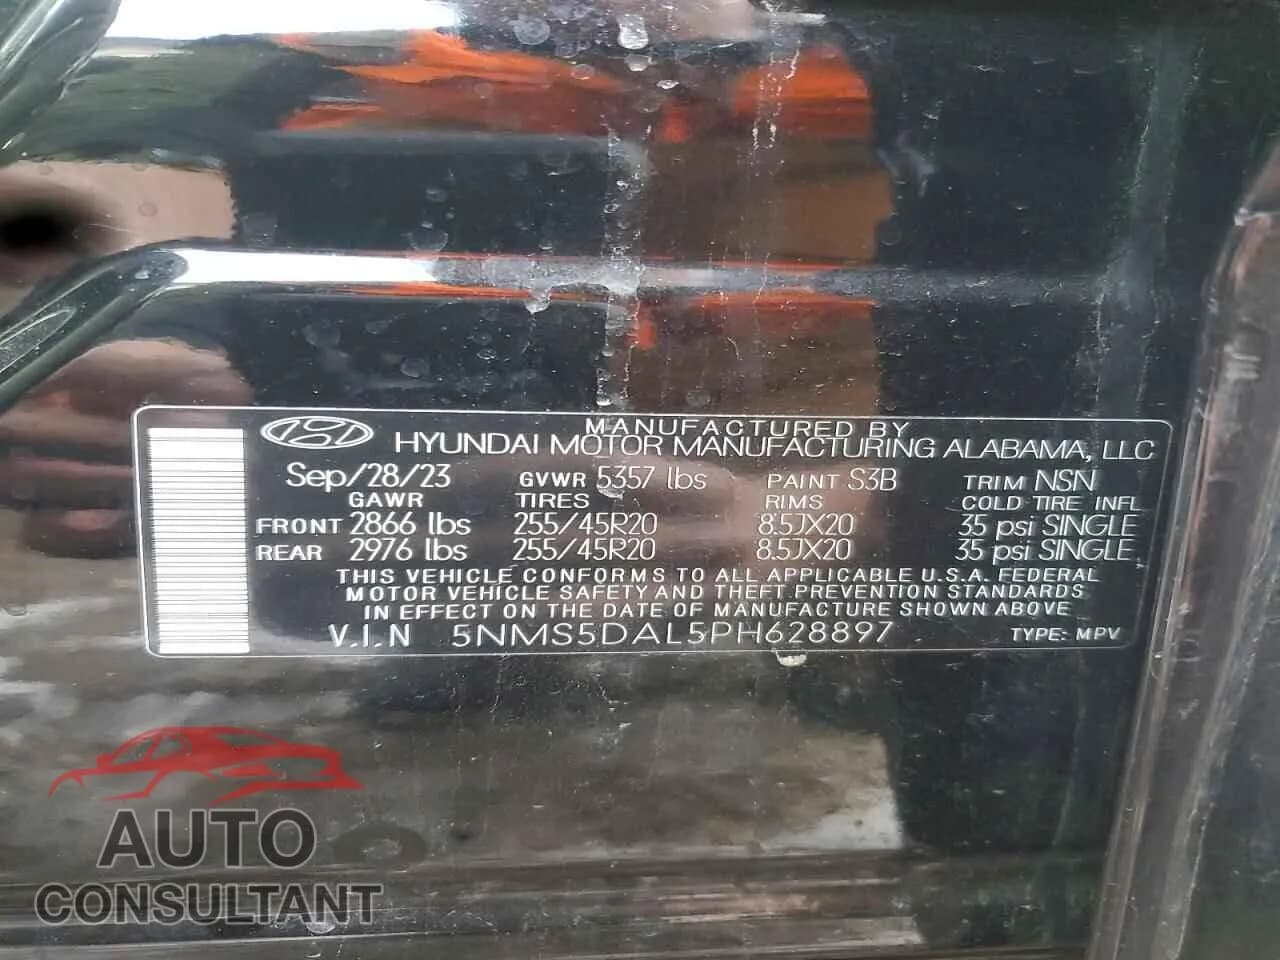 MANUFACTURED BY
HYUNDAI MOTOR MANUFACTURING ALABAMA, LLC
Sep/28/23 GVWR 5357 lbs PAINT S3B TRIM NSN
GAWR TIRES RIMS COLD TIRE INFL
FRONT 2866 lbs 255/45R20 8.5JX20 35 psi SINGLE
REAR 2976 lbs 255/45R20 8.5JX20 35 psi SINGLE
THIS VEHICLE CONFORMS TO ALL APPLICABLE U.S.A. FEDERAL
MOTOR VEHICLE SAFETY AND THEFT PREVENTION STANDARDS
IN EFFECT ON THE DATE OF MANUFACTURE SHOWN ABOVE
V.I.N 5NMS5DAL5PH628897 TYPE: MPV
AUTO
CONSULTANT